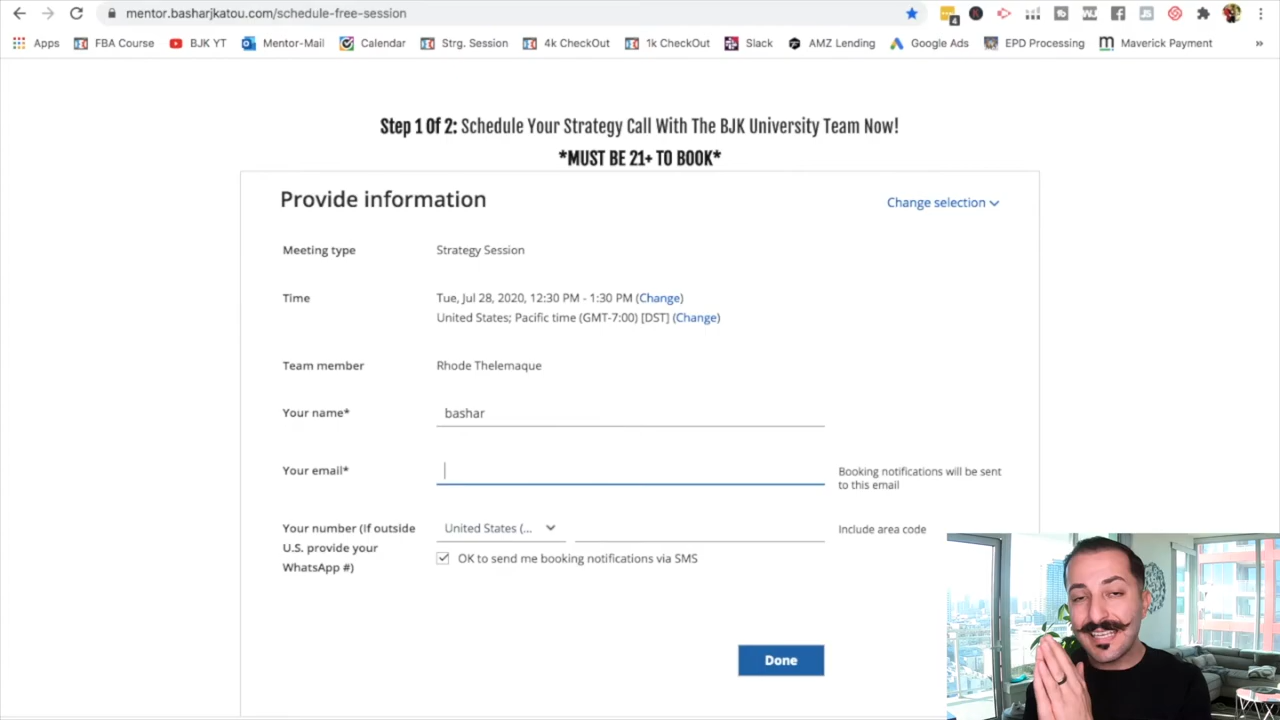 mentor.basharjkatou.com/schedule-free-session
4
Apps FBA Course BJK YT Mentor-Mail Calendar Strg. Session 4k CheckOut 1k CheckOut Slack AMZ Lending Google Ads EPD Processing Maverick Payment »
Step 1 Of 2: Schedule Your Strategy Call With The BJK University Team Now!
*MUST BE 21+ TO BOOK*
Provide information
Change selection
Meeting type Strategy Session
Time Tue, Jul 28, 2020, 12:30 PM - 1:30 PM (Change)
United States; Pacific time (GMT-7:00) [DST] (Change)
Team member Rhode Thelemaque
Your name* bashar
Your email*
Booking notifications will be sent
to this email
Your number (If outside United States (... Include area code
U.S. provide your
WhatsApp #)
OK to send me booking notifications via SMS
Done